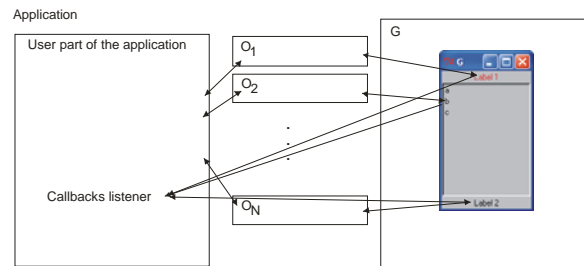 Application
User part of the application
O1
O2
G
G
Label 1
a
b
c
.
.
.
Callbacks listener
ON
Label 2